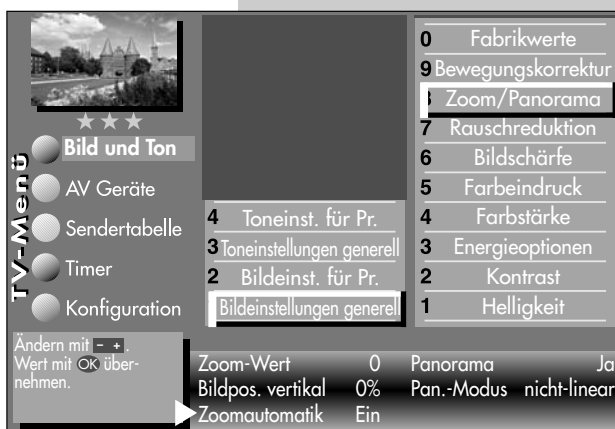 TV-Menü
Bild und Ton
AV Geräte
Sendertabelle
Timer
Konfiguration
Ändern mit - + .
Wert mit OK über-
nehmen.
4 Toneinst. für Pr.
3 Toneinstellungen generell
2 Bildeinst. für Pr.
Bildeinstellungen generell
0 Fabrikwerte
9 Bewegungskorrektur
8 Zoom/Panorama
7 Rauschreduktion
6 Bildschärfe
5 Farbeindruck
4 Farbstärke
3 Energieoptionen
2 Kontrast
1 Helligkeit
Zoom-Wert 0 Panorama Ja
Bildpos. vertikal 0% Pan.-Modus nicht-linear
Zoomautomatik Ein